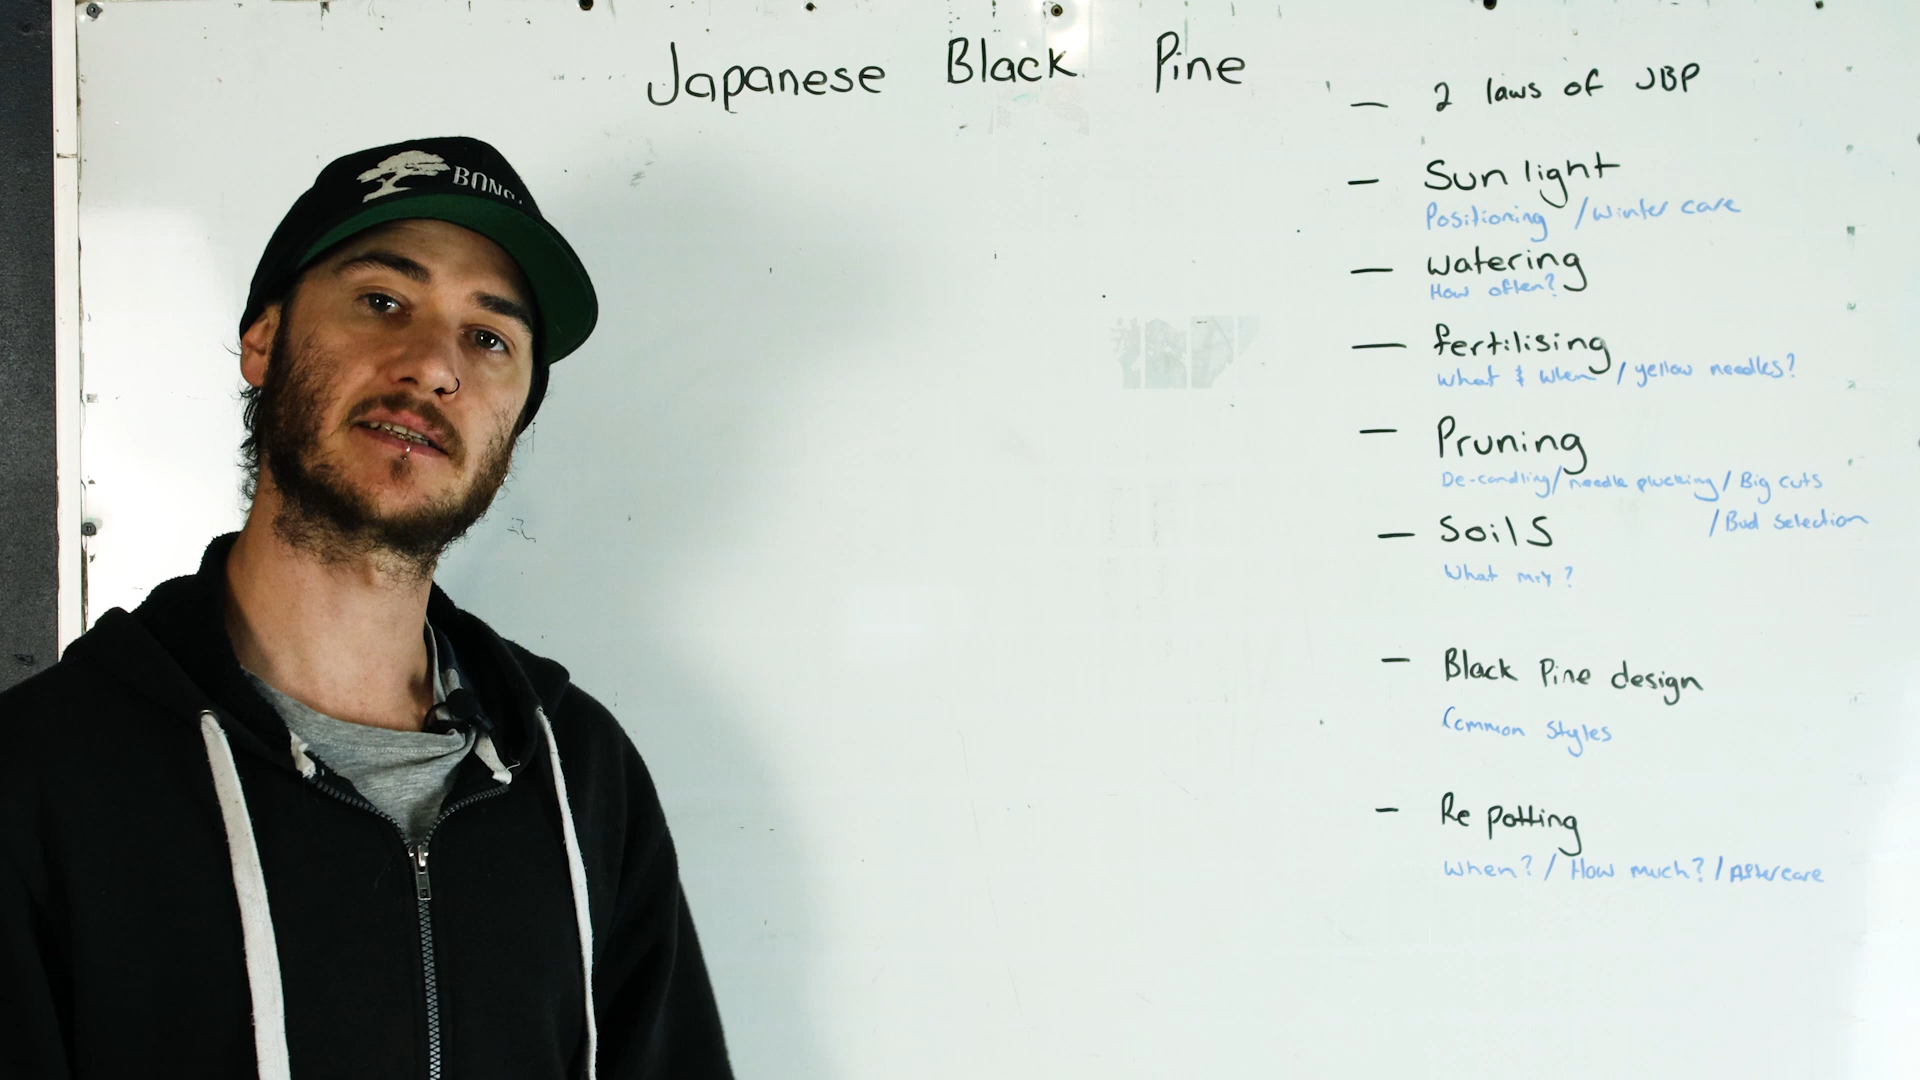 Japanese Black Pine
BONS
– 2 laws of JBP
– Sunlight
Positioning / Winter care
– Watering
How often?
– fertilising
What & When / yellow needles?
– Pruning
De-candling / needle plucking / Big cuts
/ Bud Selection
– Soils
What mix?
– Black Pine design
Common Styles
– Re potting
When? / How much? / Aftercare